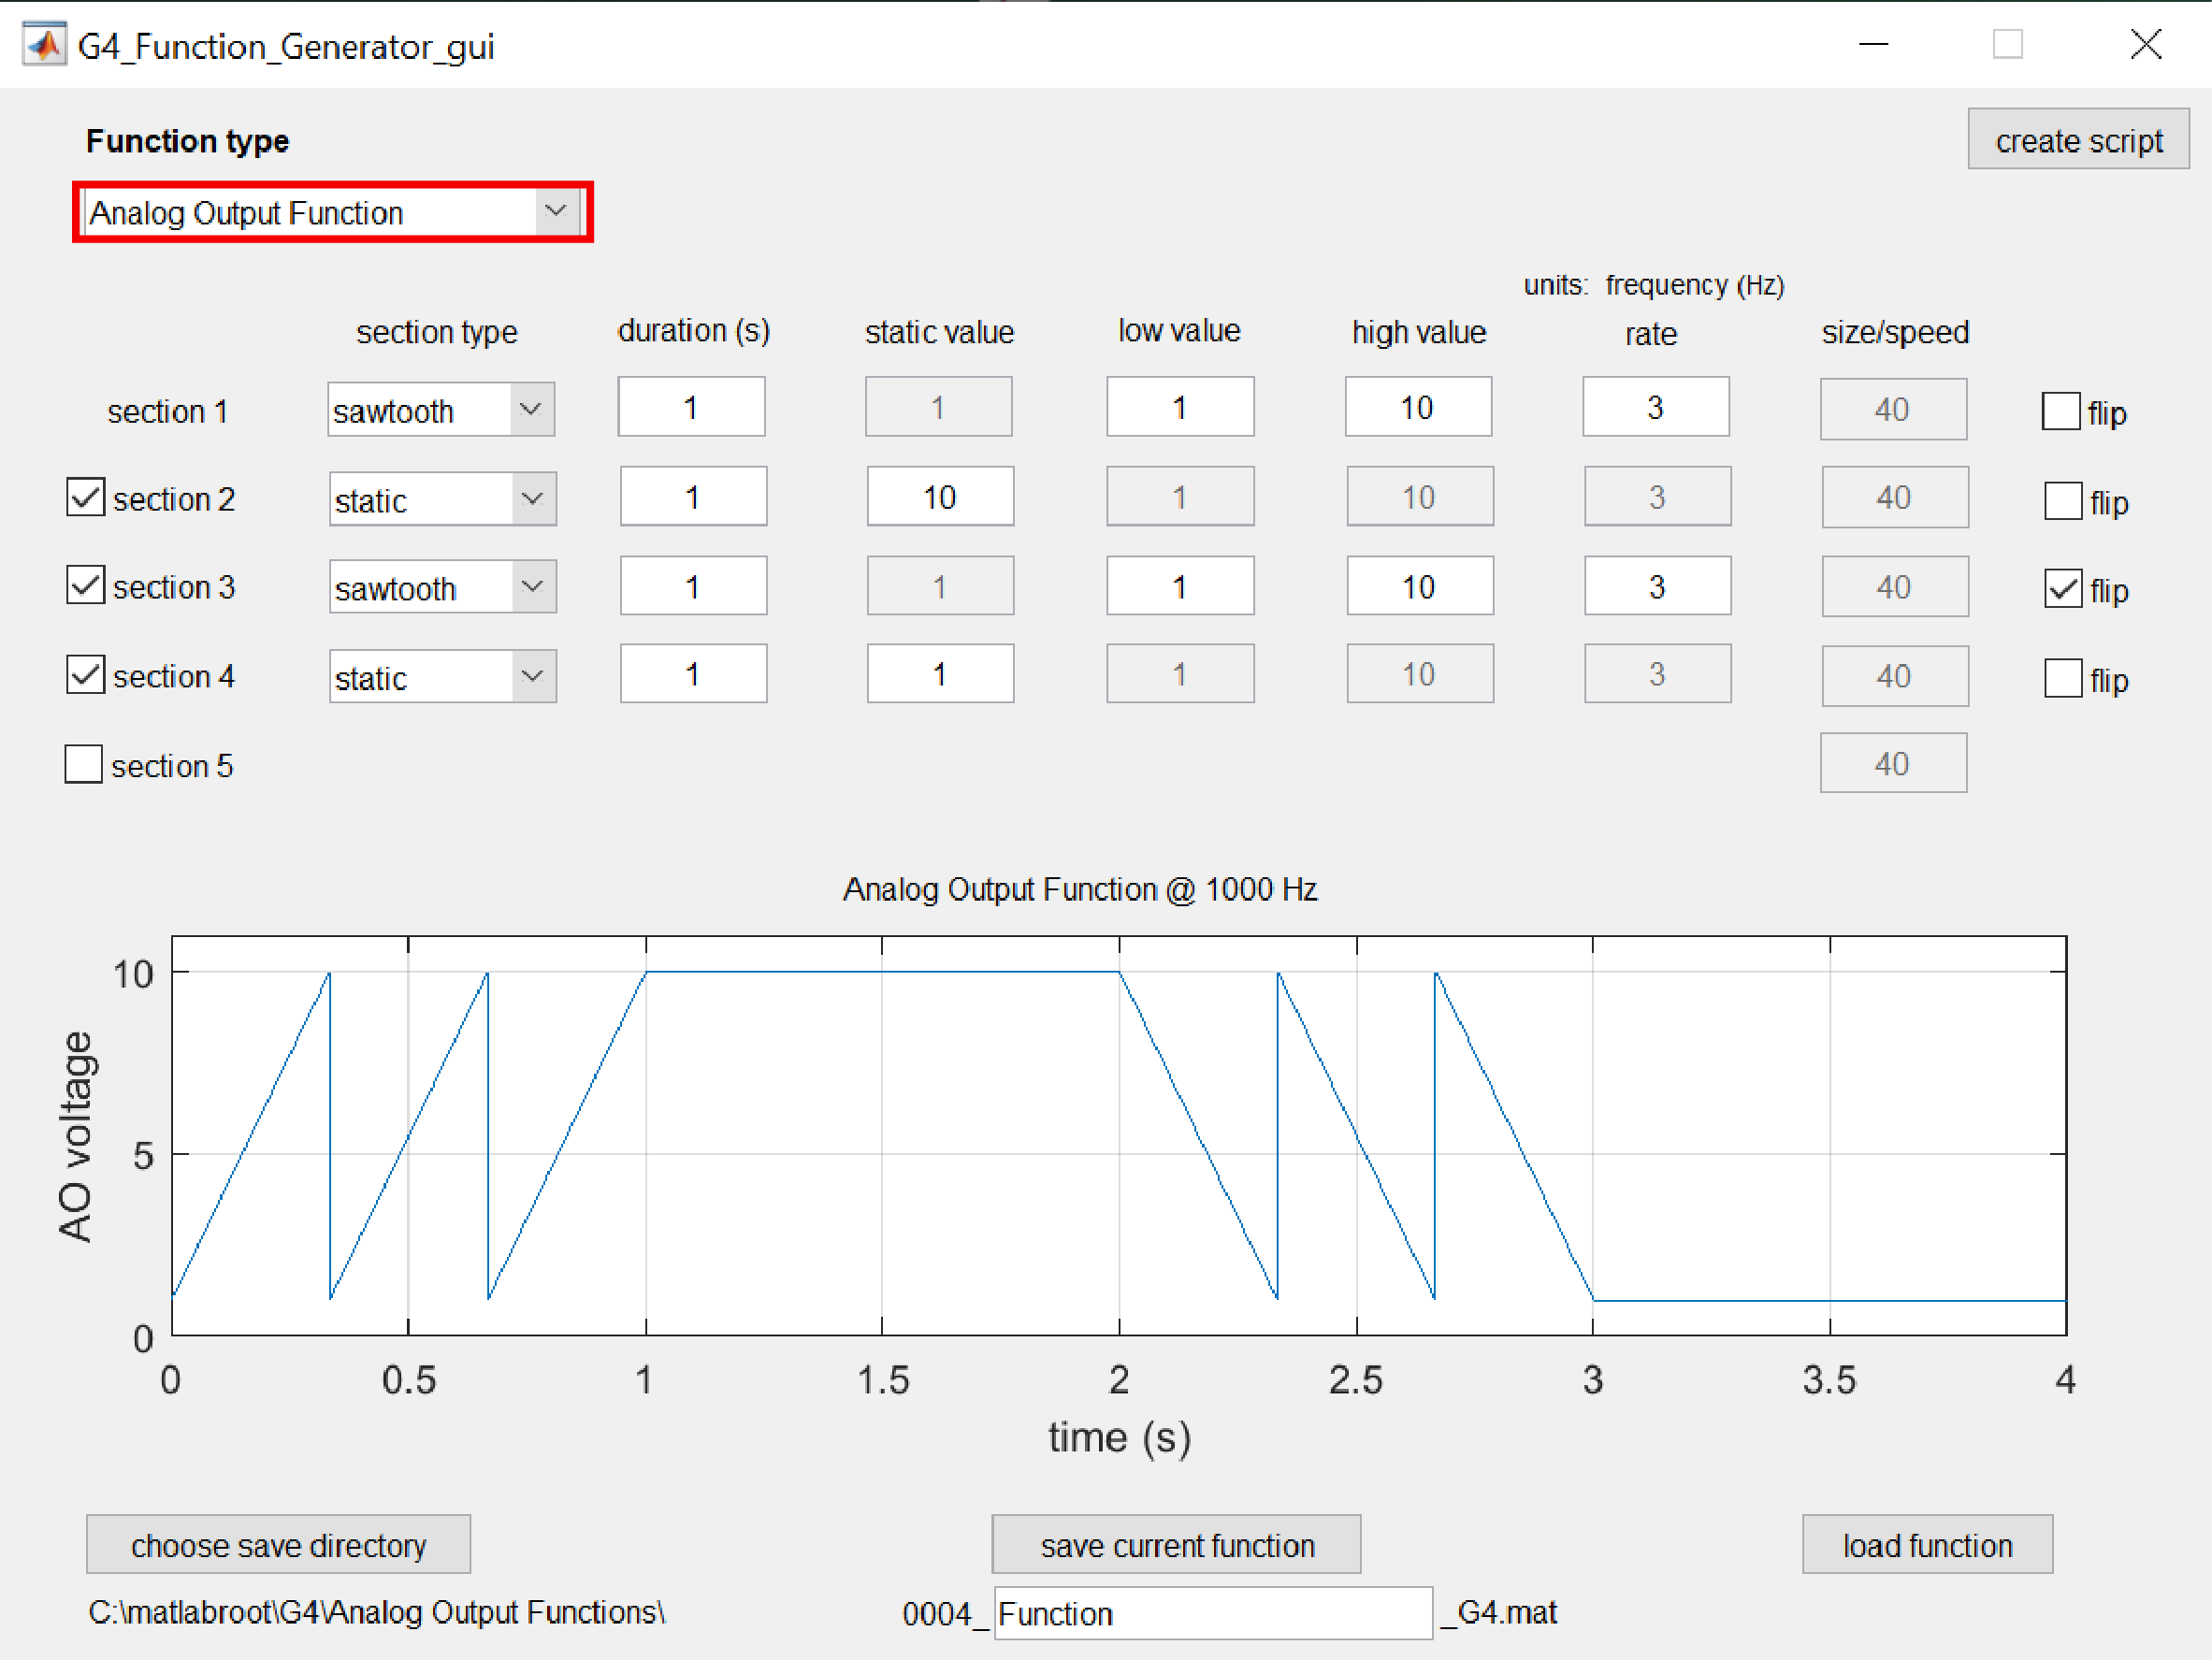 G4_Function_Generator_gui
Function type
create script
Analog Output Function
units: frequency (Hz)
section type duration (s) static value low value high value rate size/speed
section 1 sawtooth 1 1 1 10 3 40 flip
section 2 static 1 10 1 10 3 40 flip
section 3 sawtooth 1 1 1 10 3 40 flip
section 4 static 1 1 1 10 3 40 flip
section 5 40
Analog Output Function @ 1000 Hz
AO voltage
10
5
0
0 0.5 1 1.5 2 2.5 3 3.5 4
time (s)
choose save directory save current function load function
C:\matlabroot\G4\Analog Output Functions\ 0004_ Function _G4.mat